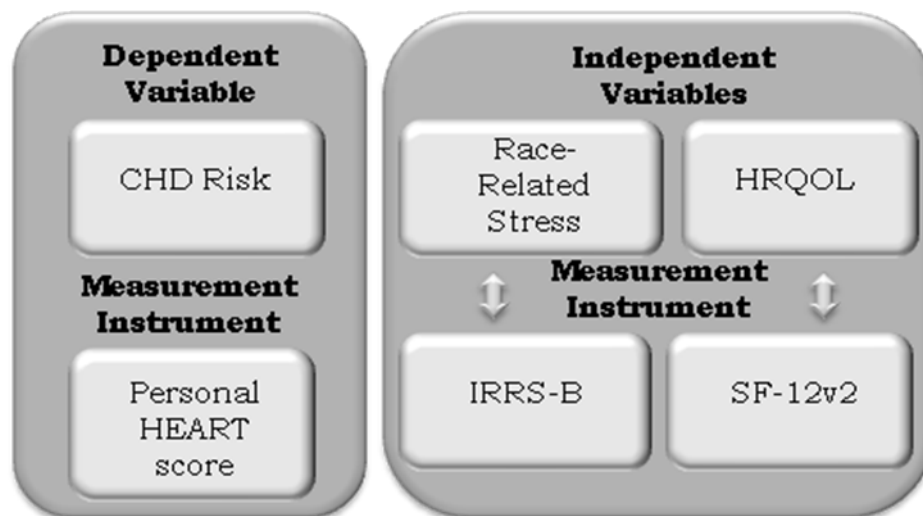 Dependent
Variable
CHD Risk
Measurement
Instrument
Personal
HEART
score
Independent
Variables
Race-
Related
Stress
HRQOL
Measurement
Instrument
IRRS-B
SF-12v2